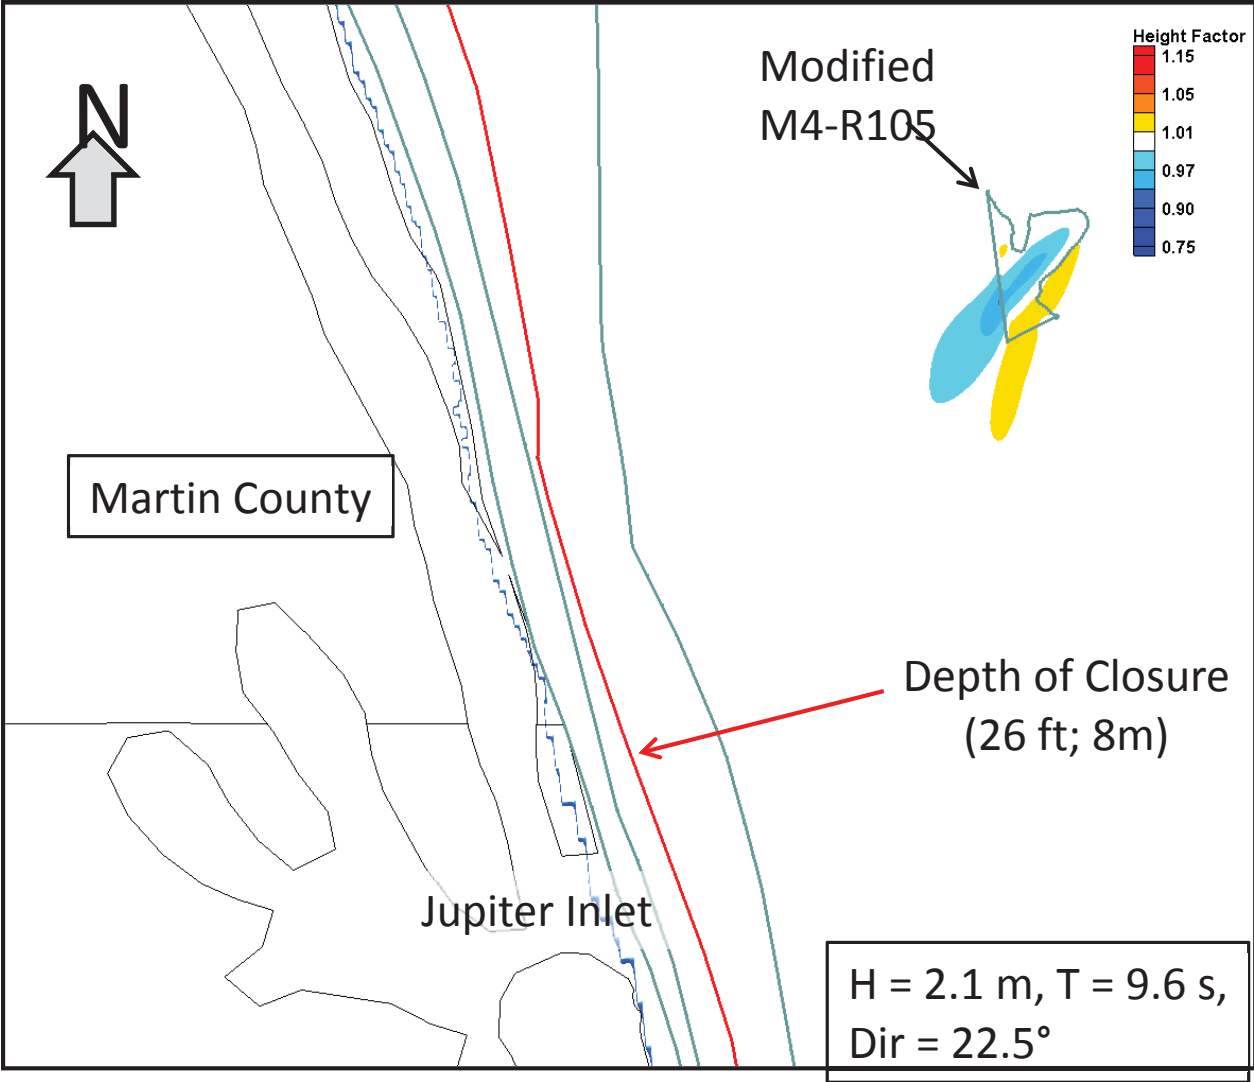 N
Modified
M4-R105
Height Factor
1.15
1.05
1.01
0.97
0.90
0.75
Martin County
Depth of Closure
(26 ft; 8m)
Jupiter Inlet
H = 2.1 m, T = 9.6 s,
Dir = 22.5°